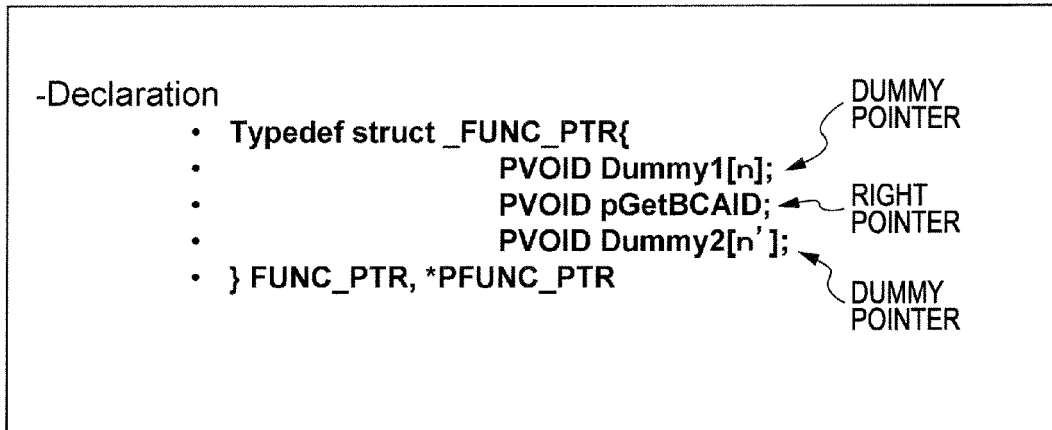 -Declaration
• Typedef struct _FUNC_PTR{
• PVOID Dummy1[n];
• PVOID pGetBCAID;
• PVOID Dummy2[n′];
• } FUNC_PTR, *PFUNC_PTR
DUMMY
POINTER
RIGHT
POINTER
DUMMY
POINTER